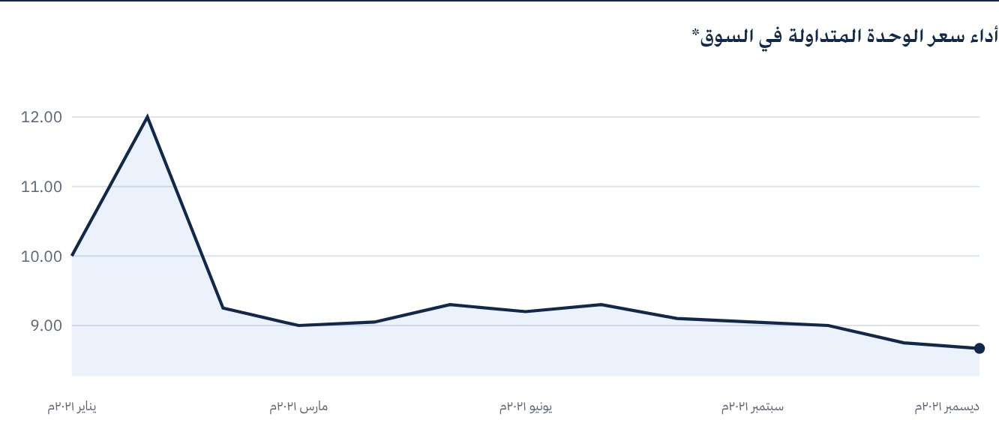 أداء سعر الوحدة المتداولة في السوق*
12.00
11.00
10.00
9.00
يناير ٢٠٢١م
مارس ٢٠٢١م
يونيو ٢٠٢١م
سبتمبر ٢٠٢١م
ديسمبر ٢٠٢١م